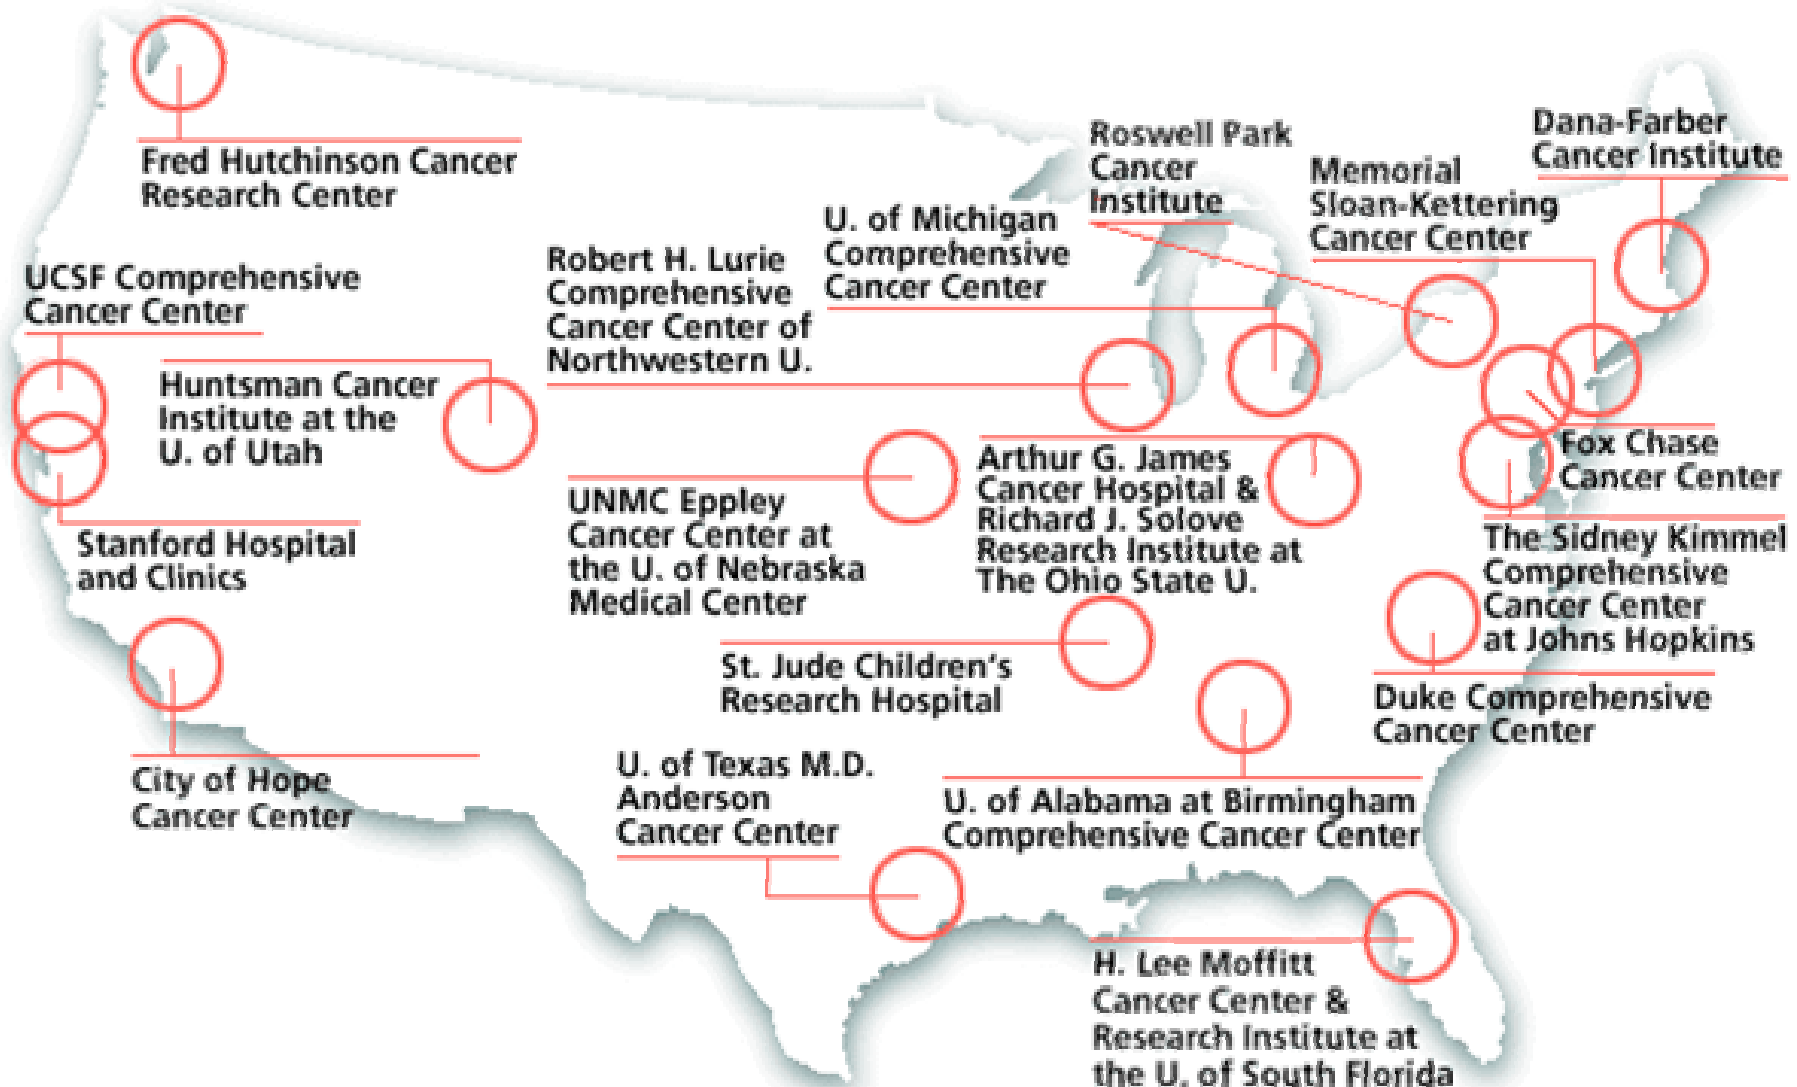 Fred Hutchinson Cancer
Research Center
Roswell Park
Cancer
Institute
Dana-Farber
Cancer Institute
Memorial
Sloan-Kettering
Cancer Center
U. of Michigan
Comprehensive
Cancer Center
Robert H. Lurie
Comprehensive
Cancer Center of
Northwestern U.
UCSF Comprehensive
Cancer Center
Huntsman Cancer
Institute at the
U. of Utah
Stanford Hospital
and Clinics
UNMC Eppley
Cancer Center at
the U. of Nebraska
Medical Center
Arthur G. James
Cancer Hospital &
Richard J. Solove
Research Institute at
The Ohio State U.
Fox Chase
Cancer Center
The Sidney Kimmel
Comprehensive
Cancer Center
at Johns Hopkins
St. Jude Children's
Research Hospital
Duke Comprehensive
Cancer Center
City of Hope
Cancer Center
U. of Texas M.D.
Anderson
Cancer Center
U. of Alabama at Birmingham
Comprehensive Cancer Center
H. Lee Moffitt
Cancer Center &
Research Institute at
the U. of South Florida